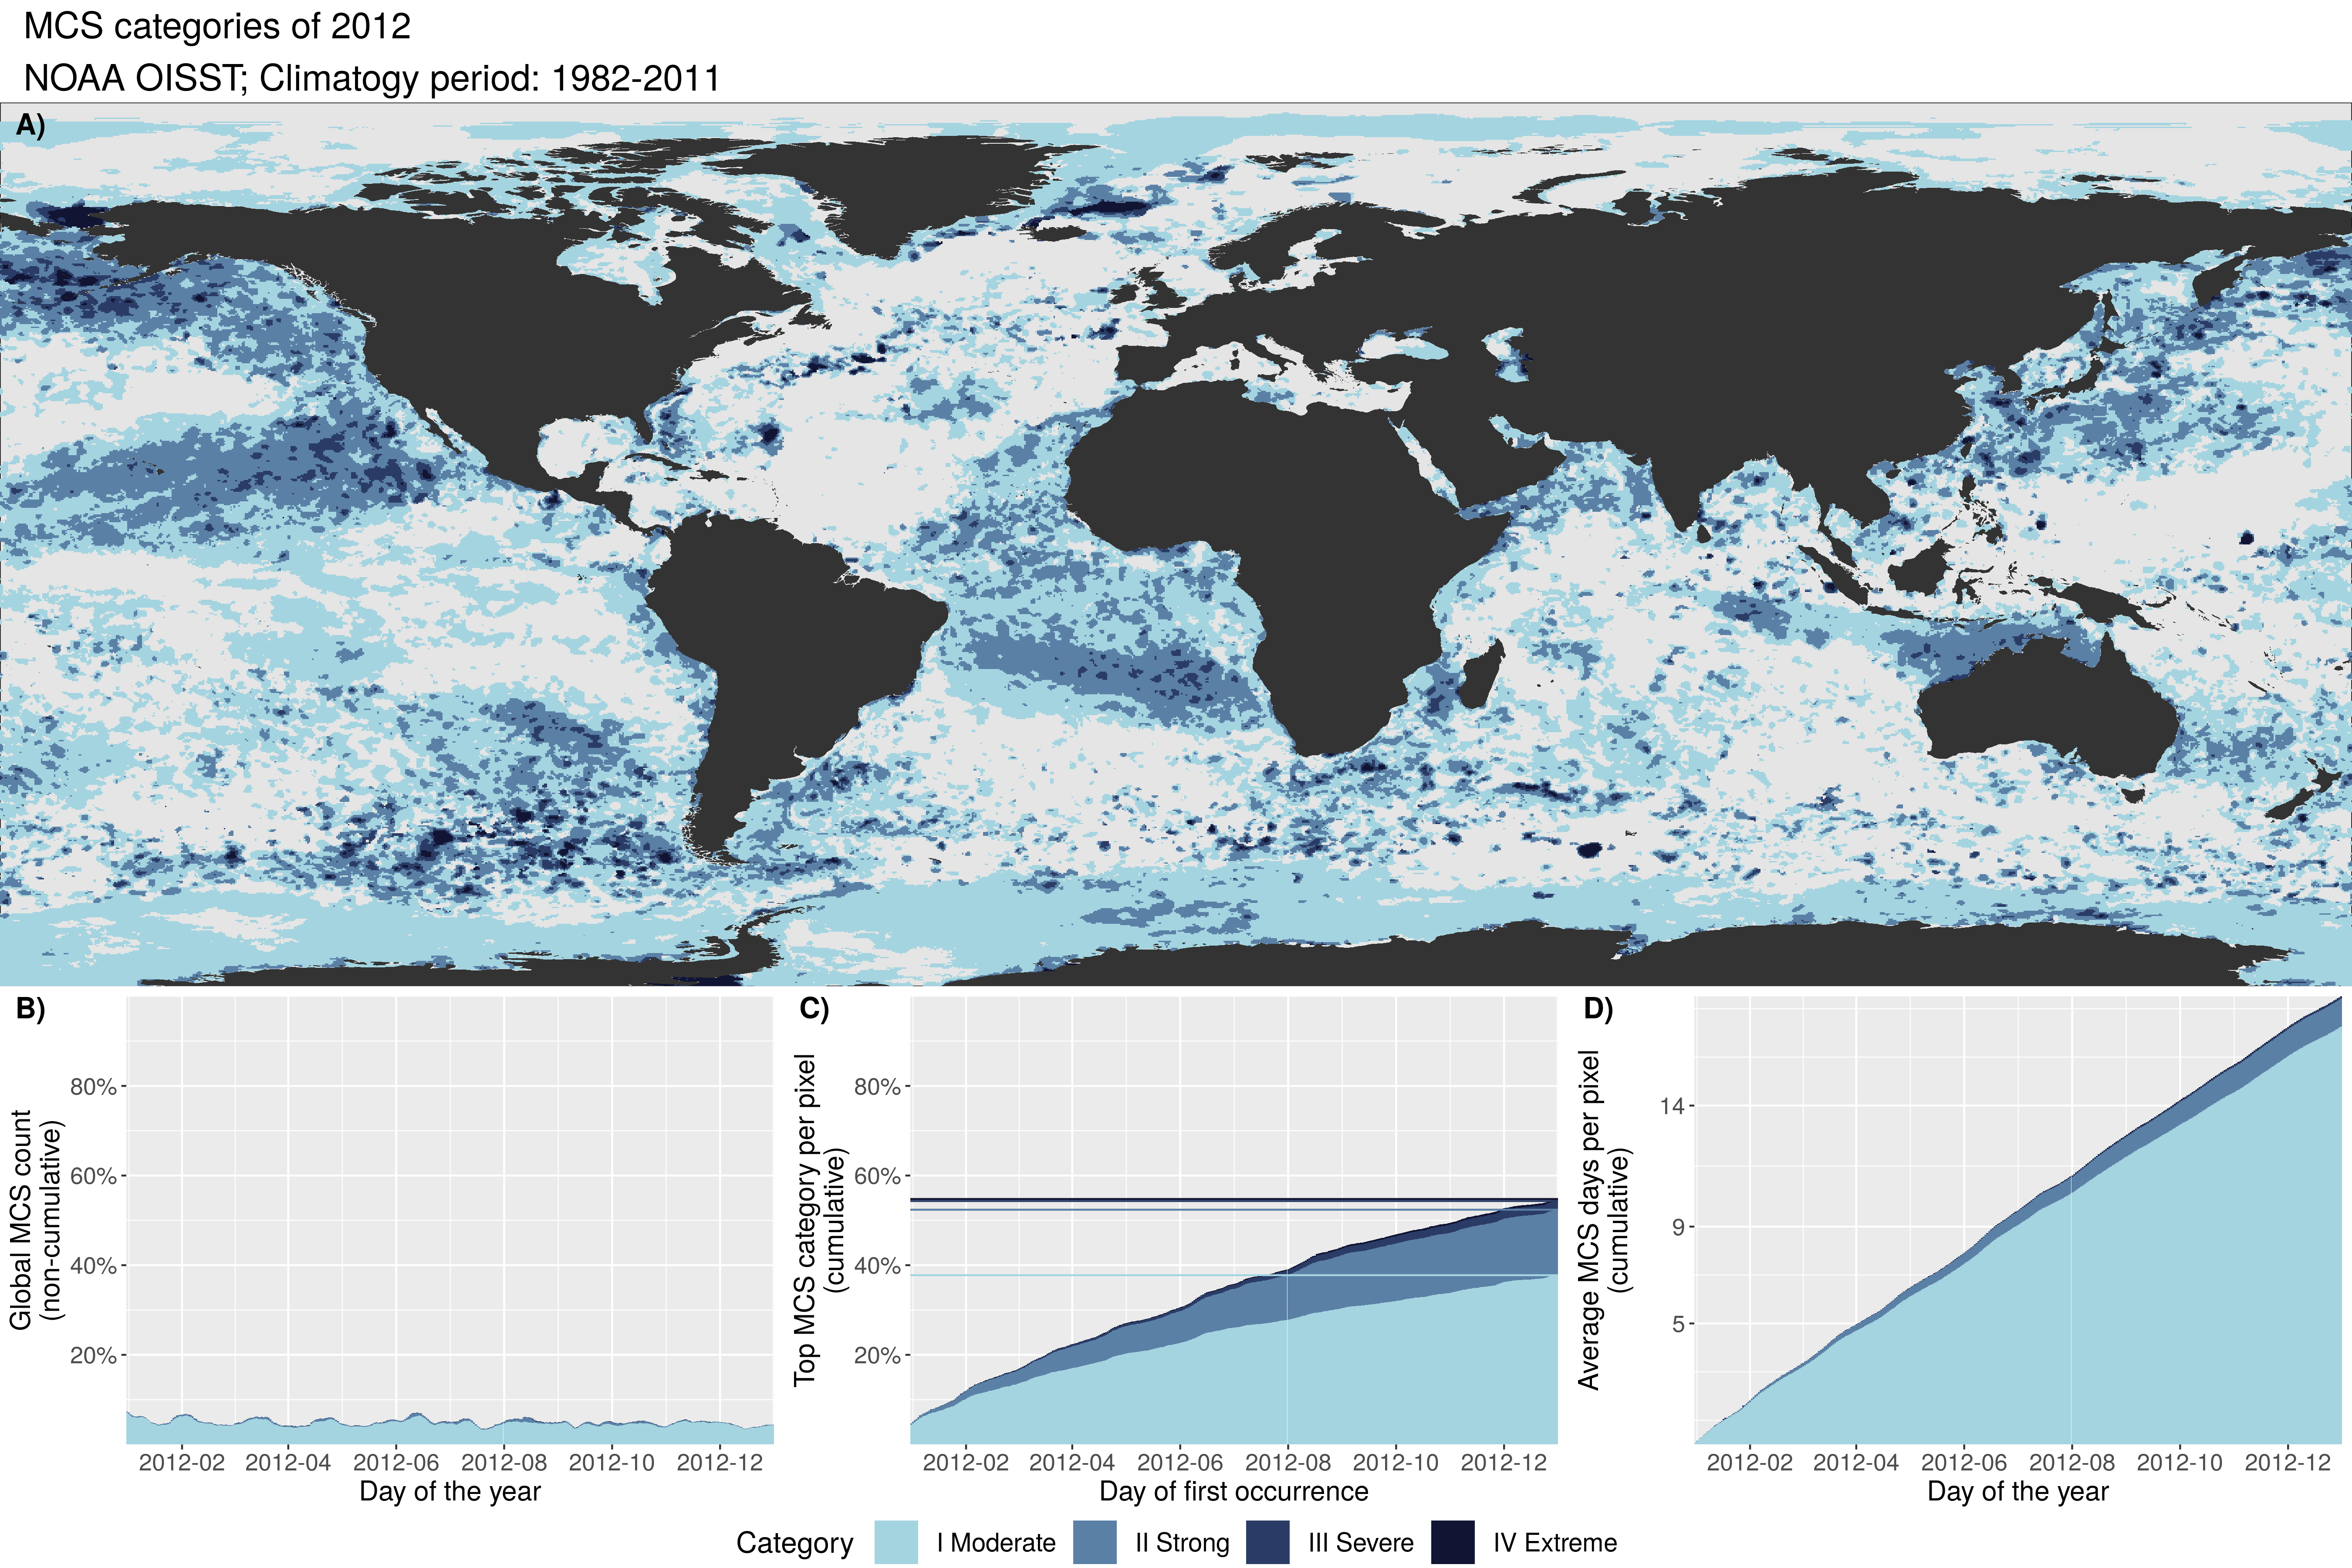 MCS categories of 2012
NOAA OISST; Climatogy period: 1982-2011
A)
B)
Global MCS count
(non-cumulative)
80%
60%
40%
20%
2012-02 2012-04 2012-06 2012-08 2012-10 2012-12
Day of the year
C)
Top MCS category per pixel
(cumulative)
80%
60%
40%
20%
2012-02 2012-04 2012-06 2012-08 2012-10 2012-12
Day of first occurrence
D)
Average MCS days per pixel
(cumulative)
14
9
5
2012-02 2012-04 2012-06 2012-08 2012-10 2012-12
Day of the year
Category I Moderate II Strong III Severe IV Extreme